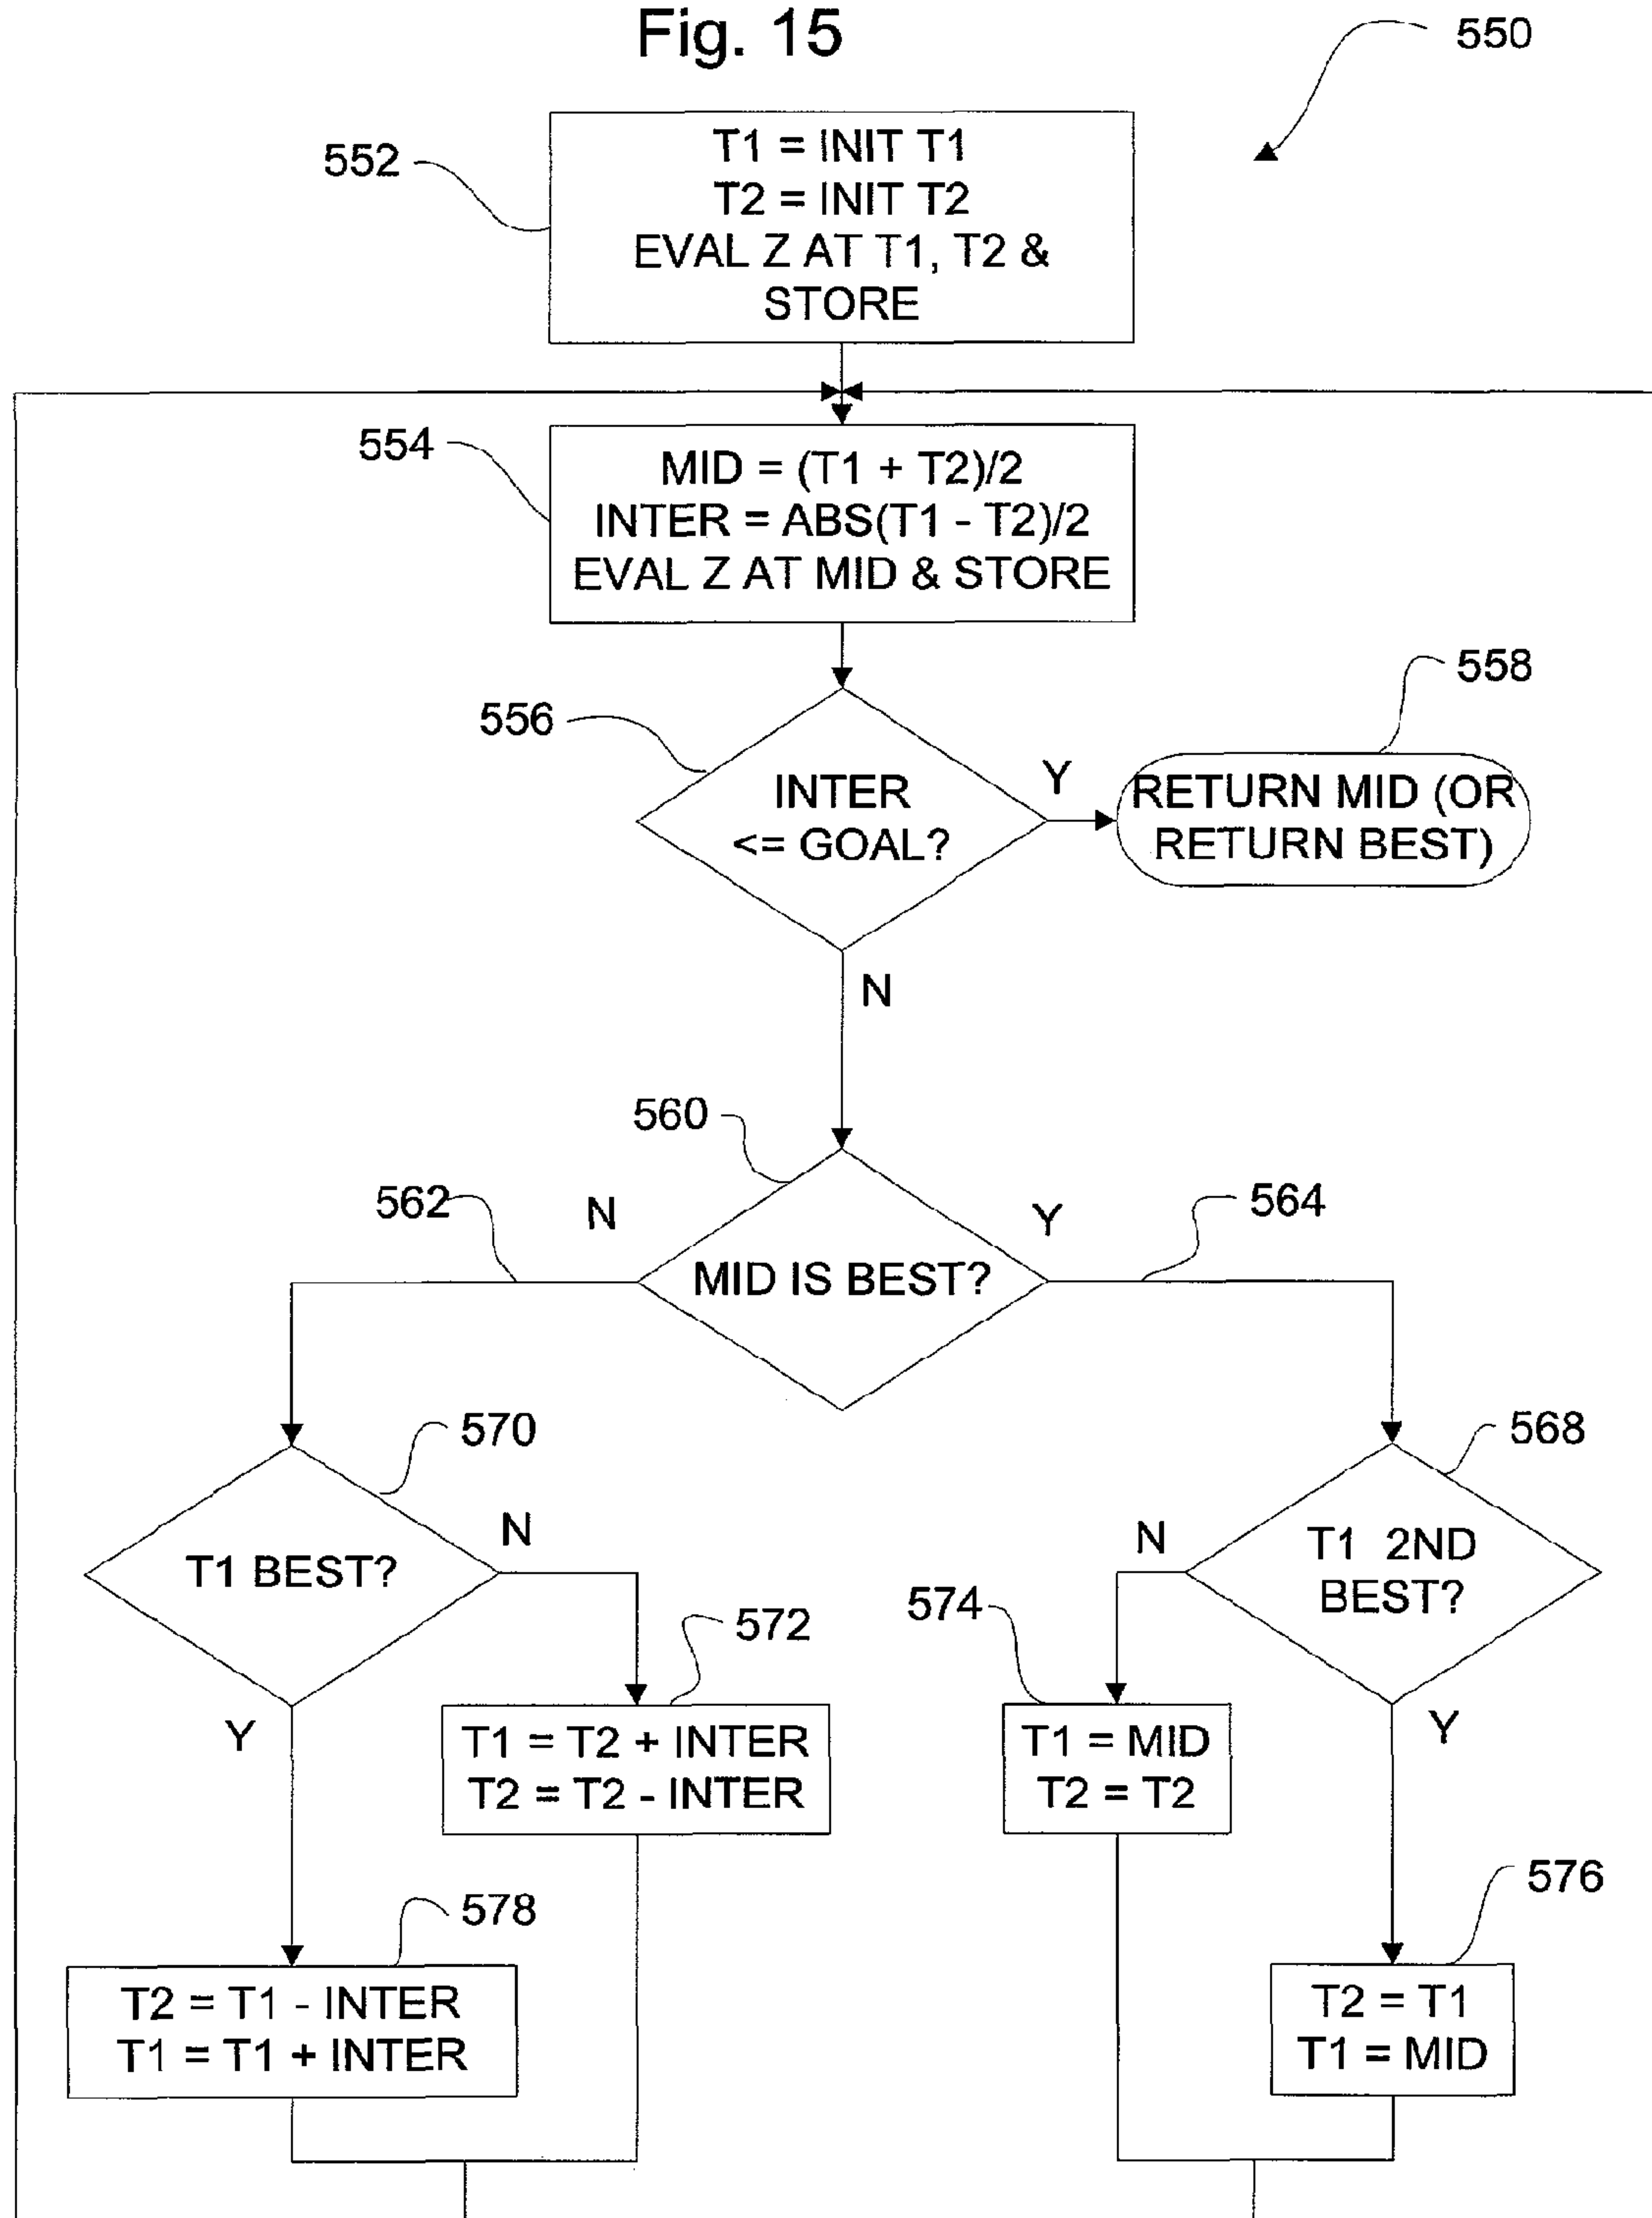 Fig. 15
550
552
T1 = INIT T1
T2 = INIT T2
EVAL Z AT T1, T2 &
STORE
554
MID = (T1 + T2)/2
INTER = ABS(T1 - T2)/2
EVAL Z AT MID & STORE
556
INTER
<= GOAL?
Y
558
RETURN MID (OR
RETURN BEST)
N
560
562
N
MID IS BEST?
Y
564
570
T1 BEST?
N
568
T1 2ND
BEST?
N
572
T1 = T2 + INTER
T2 = T2 - INTER
574
T1 = MID
T2 = T2
Y
Y
578
T2 = T1 - INTER
T1 = T1 + INTER
576
T2 = T1
T1 = MID